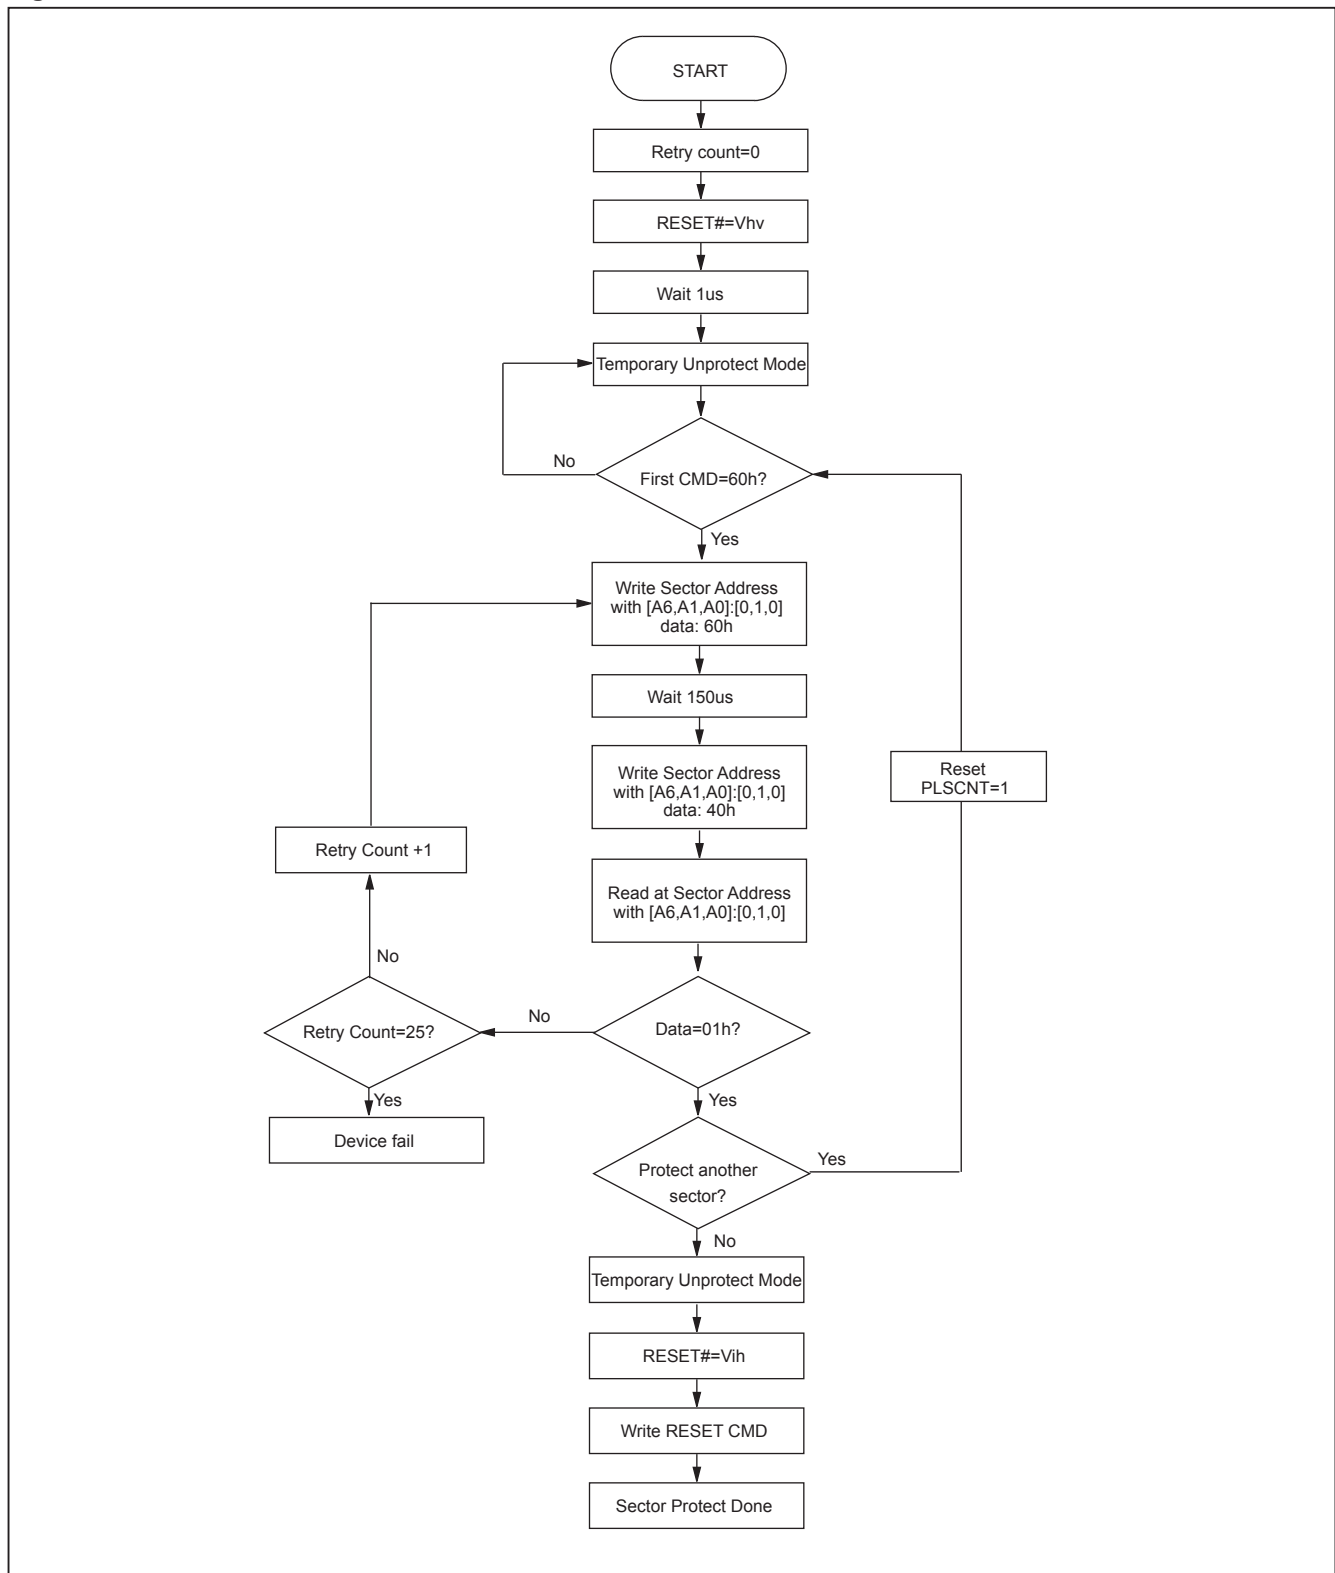 START
Retry count=0
RESET#=Vhv
Wait 1us
Temporary Unprotect Mode
No
First CMD=60h?
Yes
Write Sector Address
with [A6,A1,A0]:[0,1,0]
data: 60h
Wait 150us
Write Sector Address
with [A6,A1,A0]:[0,1,0]
data: 40h
Reset
PLSCNT=1
Retry Count +1
Read at Sector Address
with [A6,A1,A0]:[0,1,0]
No
Retry Count=25?
No
Data=01h?
Yes
Yes
Device fail
Protect another
sector?
Yes
No
Temporary Unprotect Mode
RESET#=Vih
Write RESET CMD
Sector Protect Done